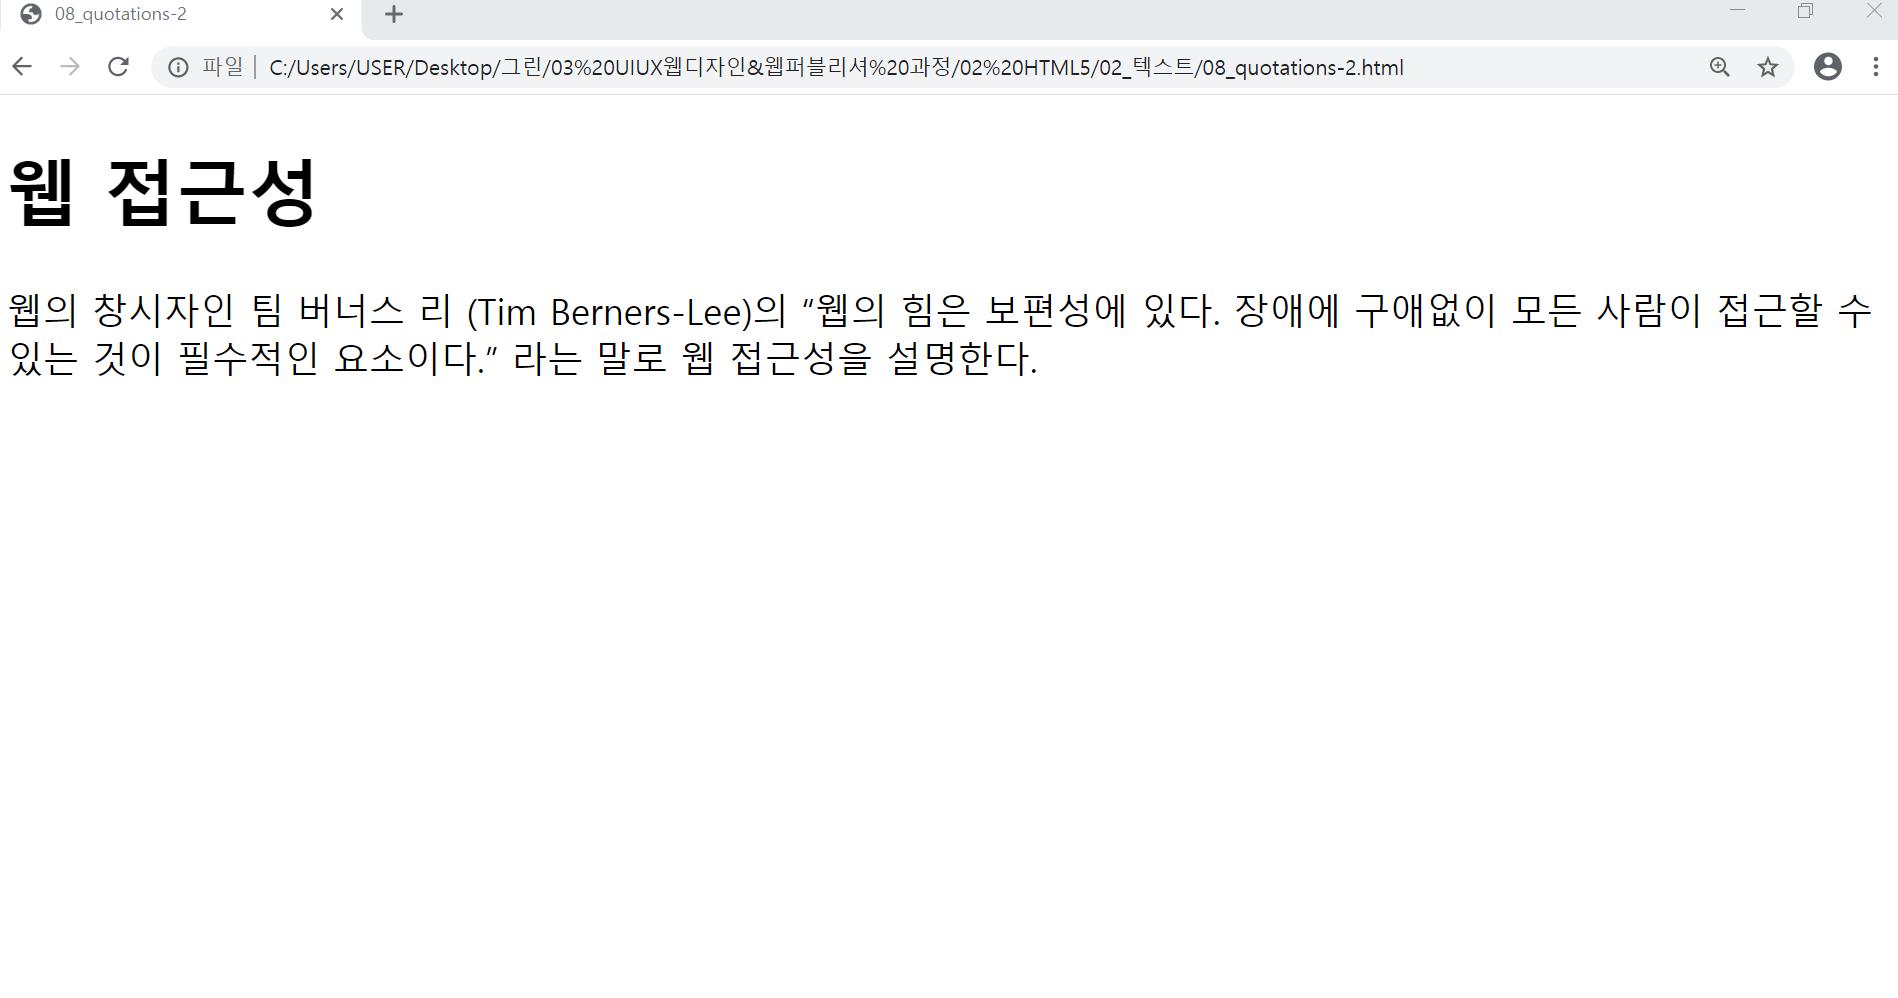 08_quotations-2
파일 | C:/Users/USER/Desktop/그린/03%20UIUX웹디자인&웹퍼블리셔%20과정/02%20HTML5/02_텍스트/08_quotations-2.html
웹 접근성
웹의 창시자인 팀 버너스 리 (Tim Berners-Lee)의 “웹의 힘은 보편성에 있다. 장애에 구애없이 모든 사람이 접근할 수
있는 것이 필수적인 요소이다.” 라는 말로 웹 접근성을 설명한다.